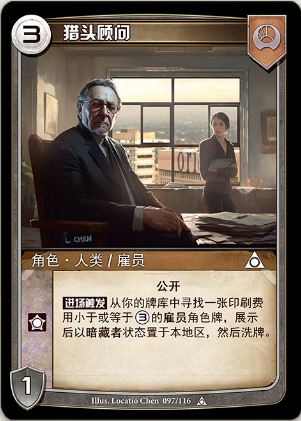 3 猎头顾问
L CHEN
角色·人类 / 雇员
公开
进场触发 从你的牌库中寻找一张印刷费
用小于或等于③的雇员角色牌，展示
后以暗藏者状态置于本地区，然后洗牌。
1
Illus. Locatio Chen 097/116